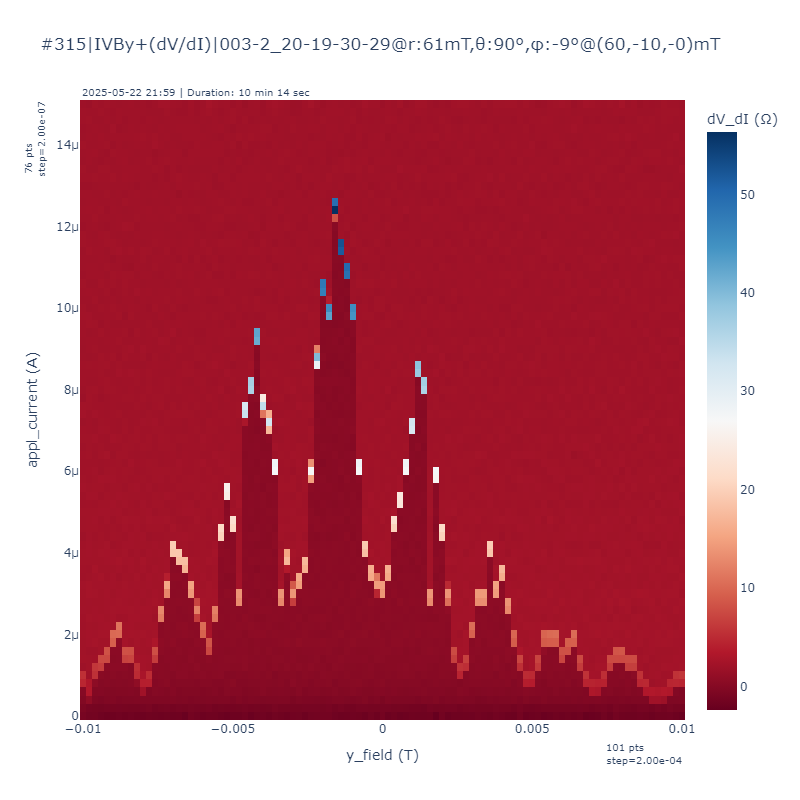 #315|IVBy+(dV/dI)|003-2_20-19-30-29@r:61mT,θ:90°,φ:-9°@(60,-10,-0)mT
2025-05-22 21:59 | Duration: 10 min 14 sec
76 pts
step=2.00e-07
dV_dI (Ω)
14μ
12μ
10μ
8μ
6μ
4μ
2μ
0
appl_current (A)
50
40
30
20
10
0
−0.01
−0.005
0
0.005
0.01
y_field (T)
101 pts
step=2.00e-04